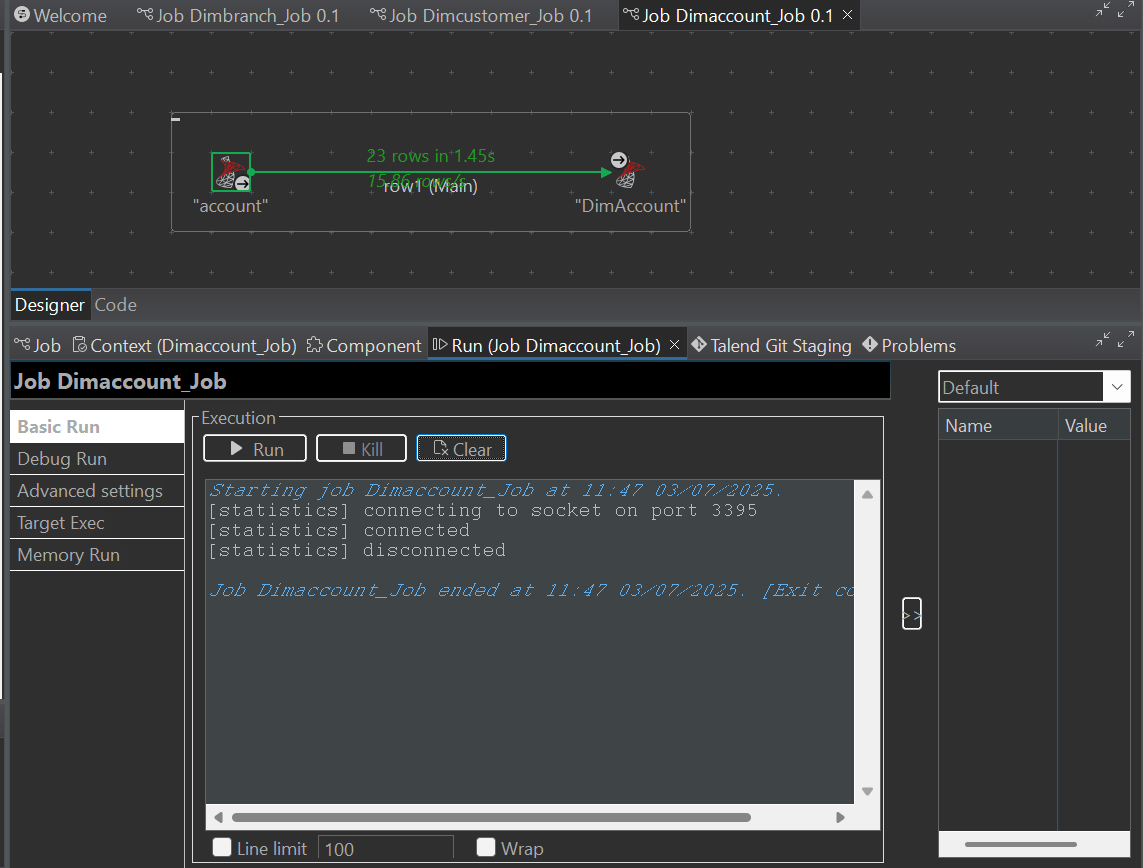 Welcome
Job Dimbranch_Job 0.1
Job Dimcustomer_Job 0.1
Job Dimaccount_Job 0.1
23 rows in 1.45s
15.86 rows/s
row1 (Main)
"account"
"DimAccount"
Designer
Code
Job
Context (Dimaccount_Job)
Component
Run (Job Dimaccount_Job)
Talend Git Staging
Problems
Job Dimaccount_Job
Default
Name
Value
Basic Run
Debug Run
Advanced settings
Target Exec
Memory Run
Execution
Run
Kill
Clear
Starting job Dimaccount_Job at 11:47 03/07/2025.
[statistics] connecting to socket on port 3395
[statistics] connected
[statistics] disconnected
Job Dimaccount_Job ended at 11:47 03/07/2025. [Exit co
>>
Line limit
100
Wrap